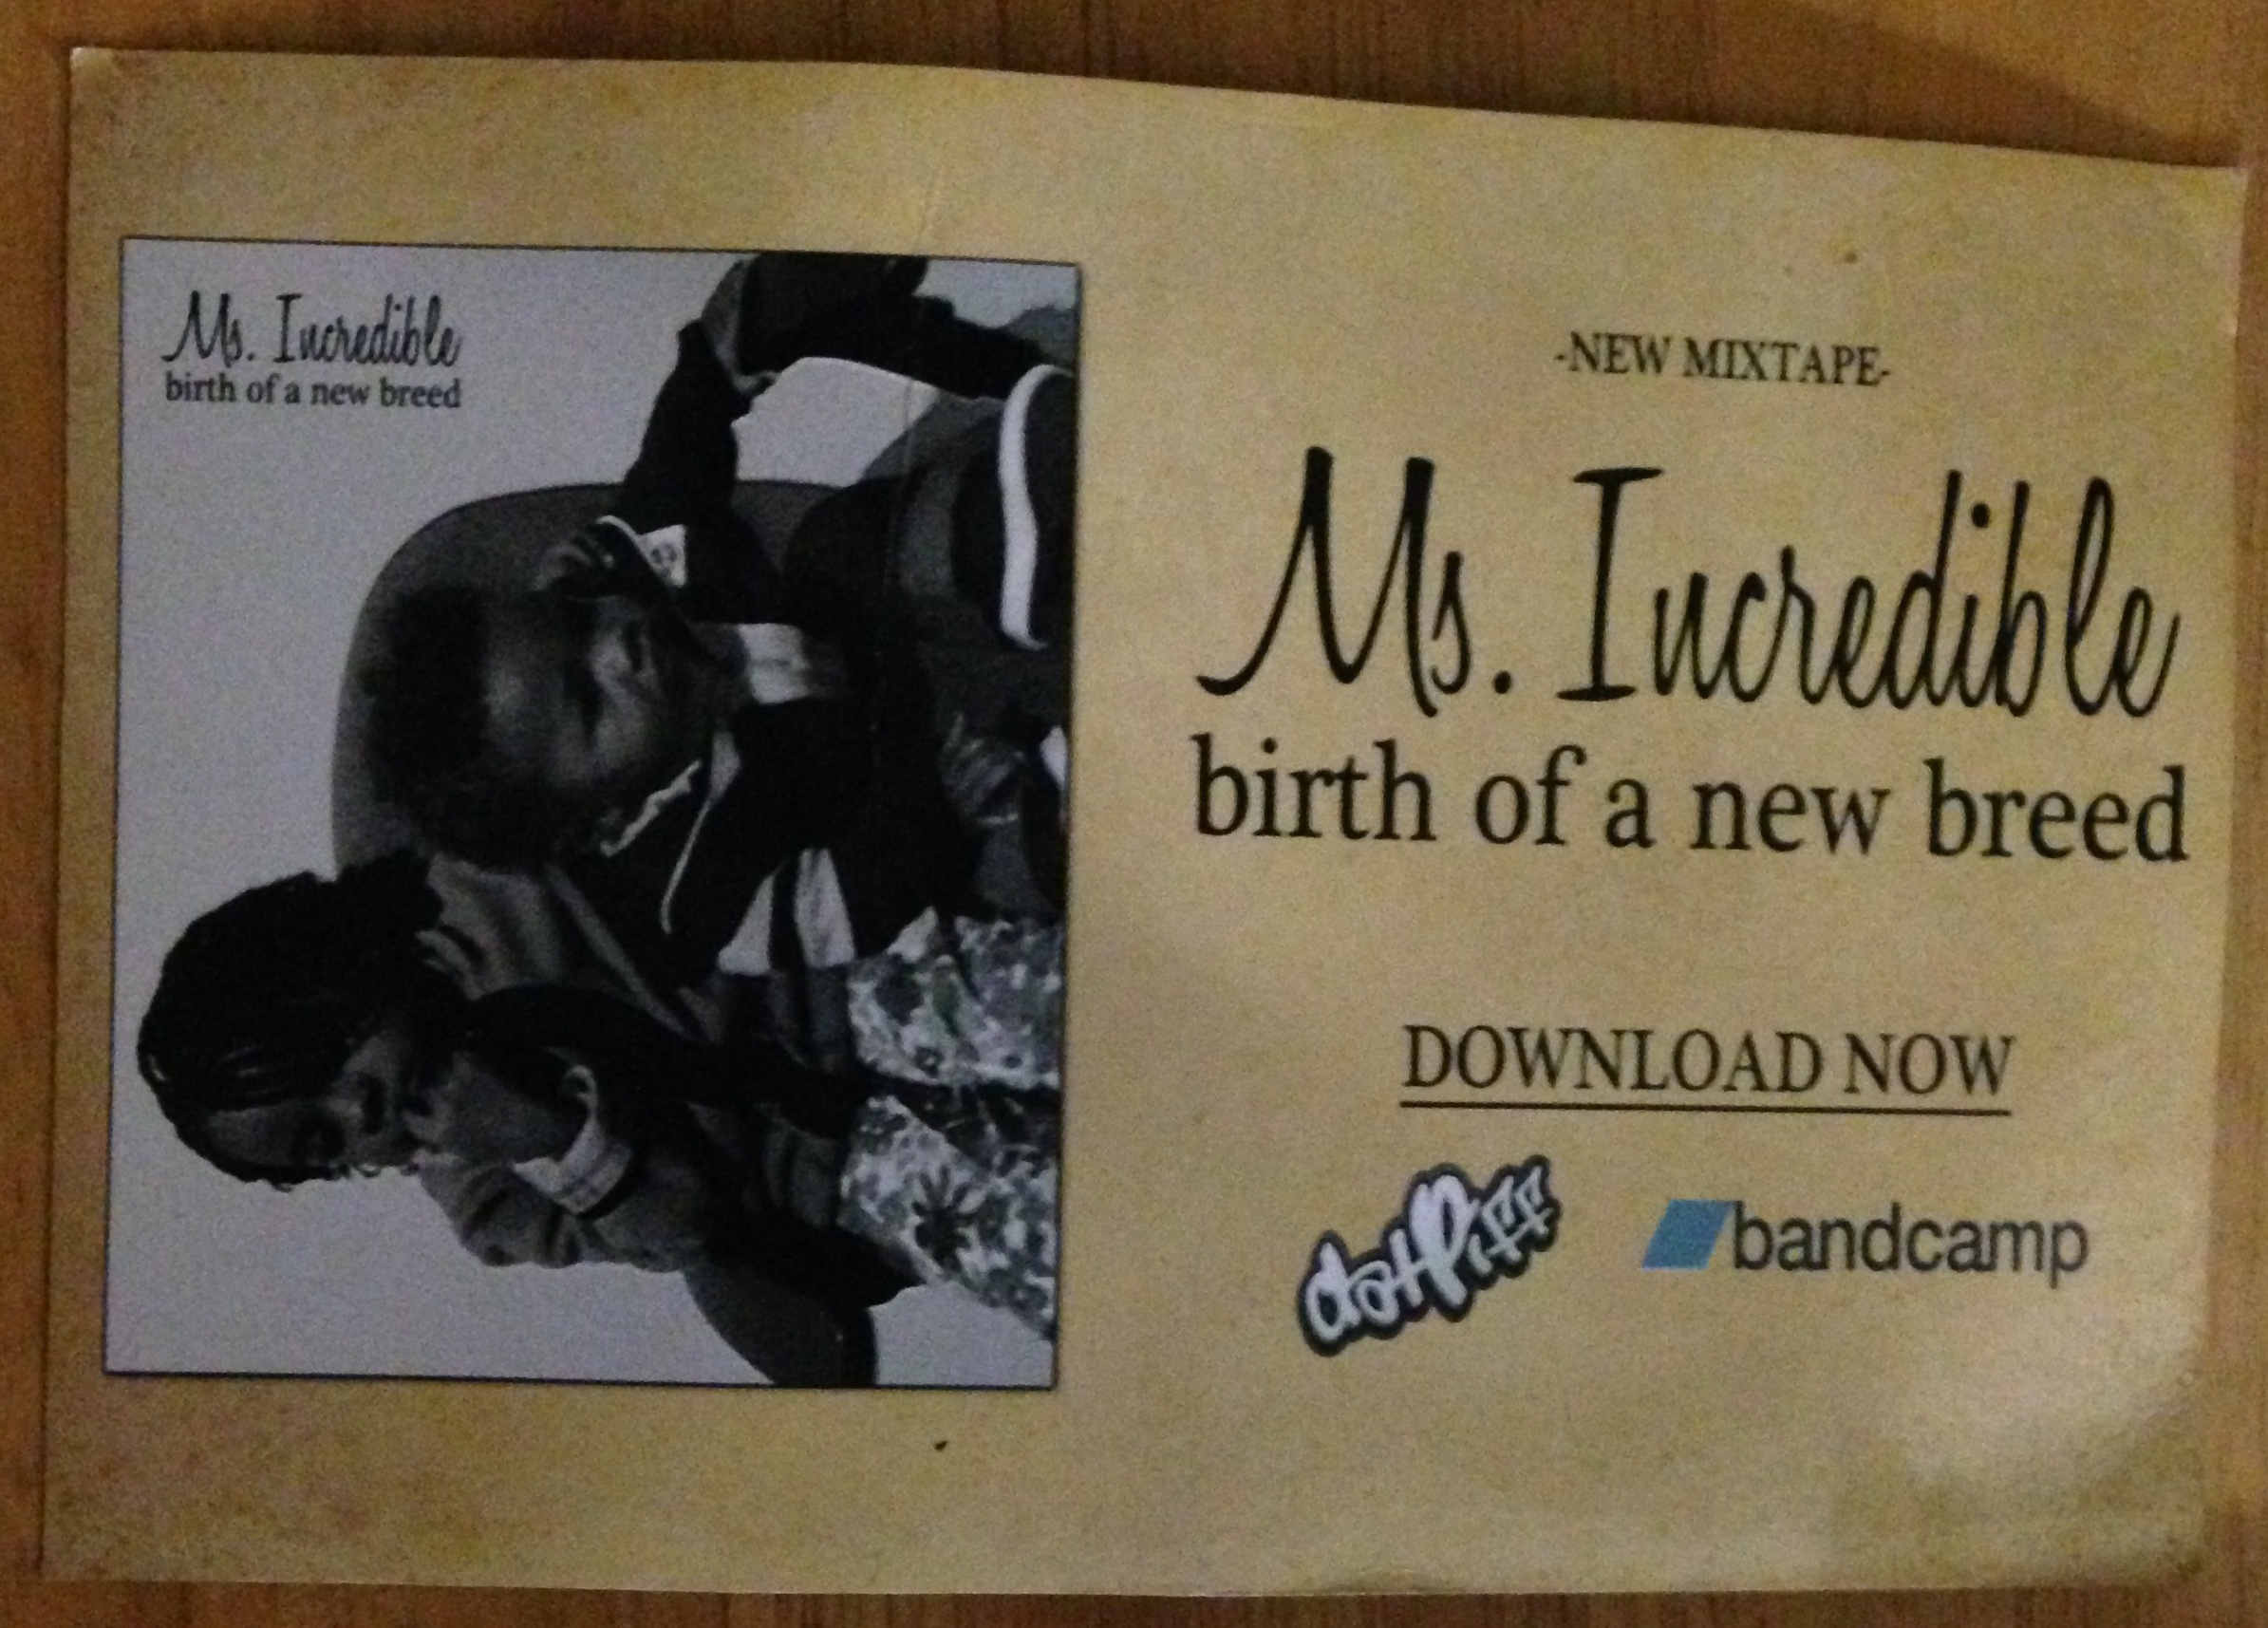 Ms. Incredible
birth of a new breed
-NEW MIXTAPE-
Ms. Incredible
birth of a new breed
DOWNLOAD NOW
datPiff
bandcamp